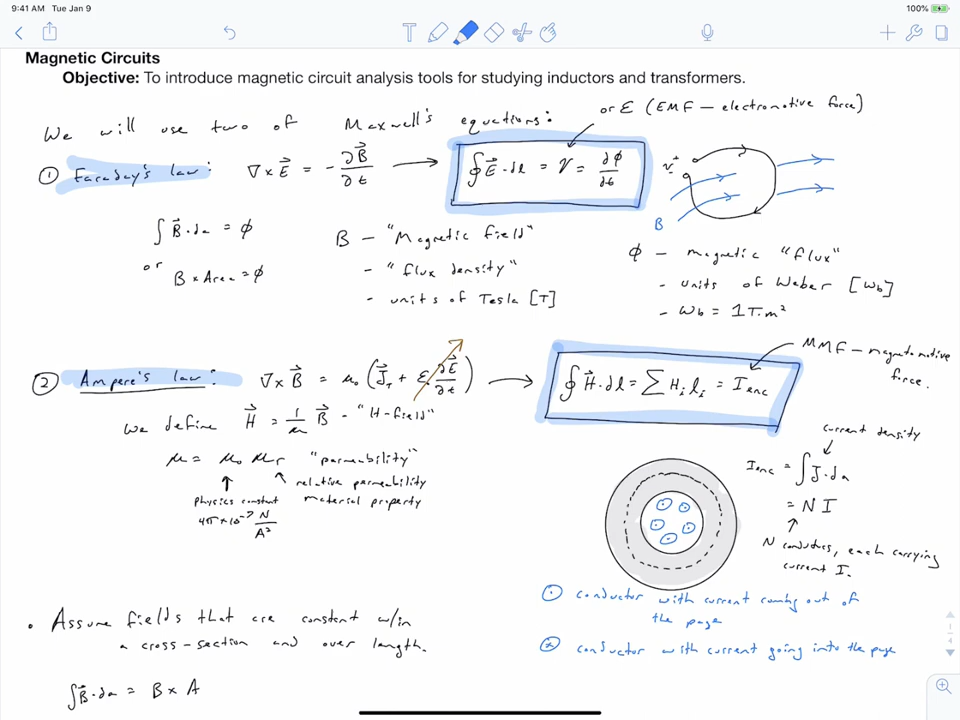 9:41 AM Tue Jan 9
100%
Magnetic Circuits
Objective: To introduce magnetic circuit analysis tools for studying inductors and transformers.
or ε (EMF – electromotive force)
We will use two of Maxwell's equations:
① Faraday's law: ∇ × E⃗ = - ∂B⃗/∂t → ∮E⃗·dl = V = ∂ϕ/∂t
v±
B
∫B⃗·da = ϕ
or
B × Area = ϕ
B – "Magnetic field"
- "flux density"
- units of Tesla [T]
ϕ – magnetic "flux"
- units of Weber [Wb]
- Wb = 1T·m²
MMF – magnetomotive force.
② Ampere's law: ∇ × B⃗ = μ₀ (J⃗_T + ε ∂E⃗/∂t) → ∮H⃗·dl = ∑ Hᵢ lᵢ = I_enc
we define H⃗ = 1/μ B⃗ - "H-field"
μ = μ₀ μr "permeability"
relative permeability
material property
physics constant
4π×10⁻⁷ N/A²
current density
I_enc = ∫J⃗·da
= N I
N conductors, each carrying
current I.
⊙ conductor with current coming out of
the page
⊗ conductor with current going into the page
• Assume fields that are constant w/in
a cross-section and over length.
∫B⃗·da = B × A
1
4